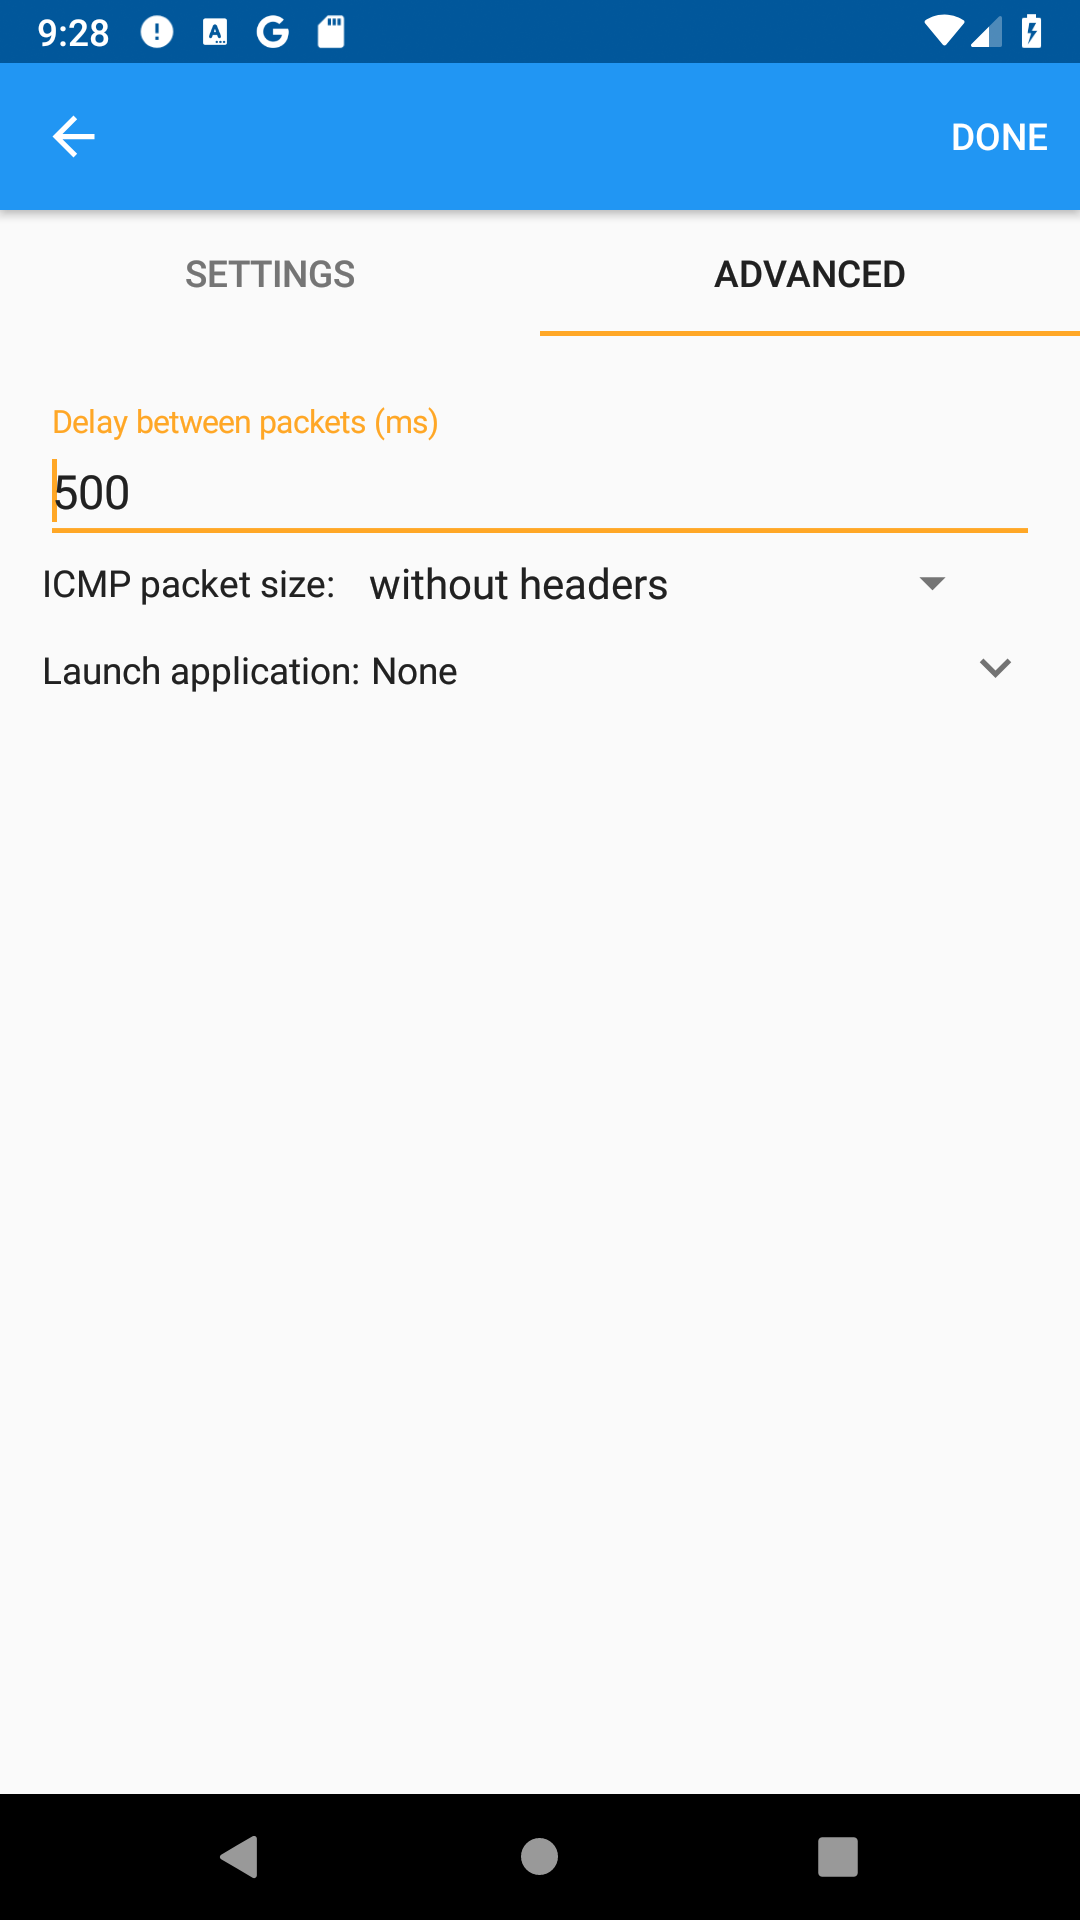 9:28
DONE
SETTINGS
ADVANCED
Delay between packets (ms)
500
ICMP packet size: without headers
Launch application: None